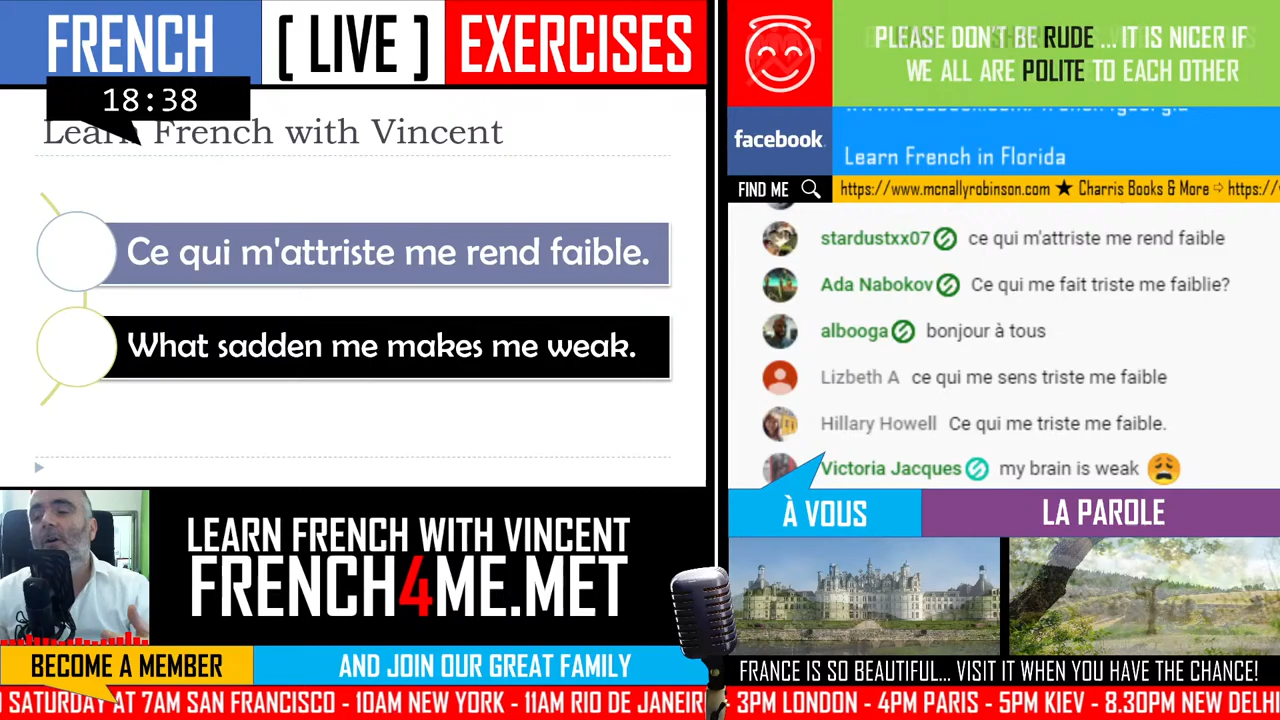 FRENCH [ LIVE ] EXERCISES
18:38
Learn French with Vincent
Ce qui m'attriste me rend faible.
What sadden me makes me weak.
LEARN FRENCH WITH VINCENT
FRENCH4ME.MET
BECOME A MEMBER
AND JOIN OUR GREAT FAMILY
PLEASE DON'T BE RUDE ... IT IS NICER IF
WE ALL ARE POLITE TO EACH OTHER
facebook
Learn French in Florida
FIND ME
https://www.mcnallyrobinson.com ★ Charris Books & More ➩ https:/
stardustxx07 ce qui m'attriste me rend faible
Ada Nabokov Ce qui me fait triste me faiblie?
albooga bonjour à tous
Lizbeth A ce qui me sens triste me faible
Hillary Howell Ce qui me triste me faible.
Victoria Jacques my brain is weak 😩
À VOUS LA PAROLE
FRANCE IS SO BEAUTIFUL... VISIT IT WHEN YOU HAVE THE CHANCE!
SATURDAY AT 7AM SAN FRANCISCO - 10AM NEW YORK - 11AM RIO DE JANEIR - 3PM LONDON - 4PM PARIS - 5PM KIEV - 8.30PM NEW DELH